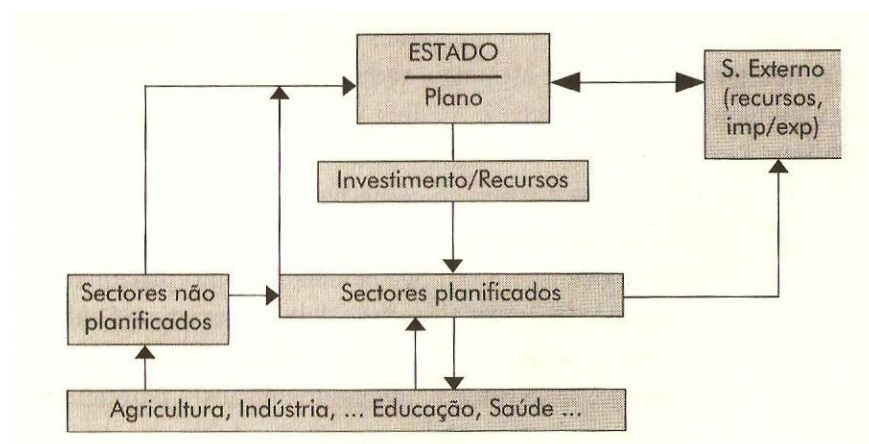 ESTADO
Plano
S. Externo
(recursos,
imp/exp)
Investimento/Recursos
Sectores não
planificados
Sectores planificados
Agricultura, Indústria, ... Educação, Saúde ...